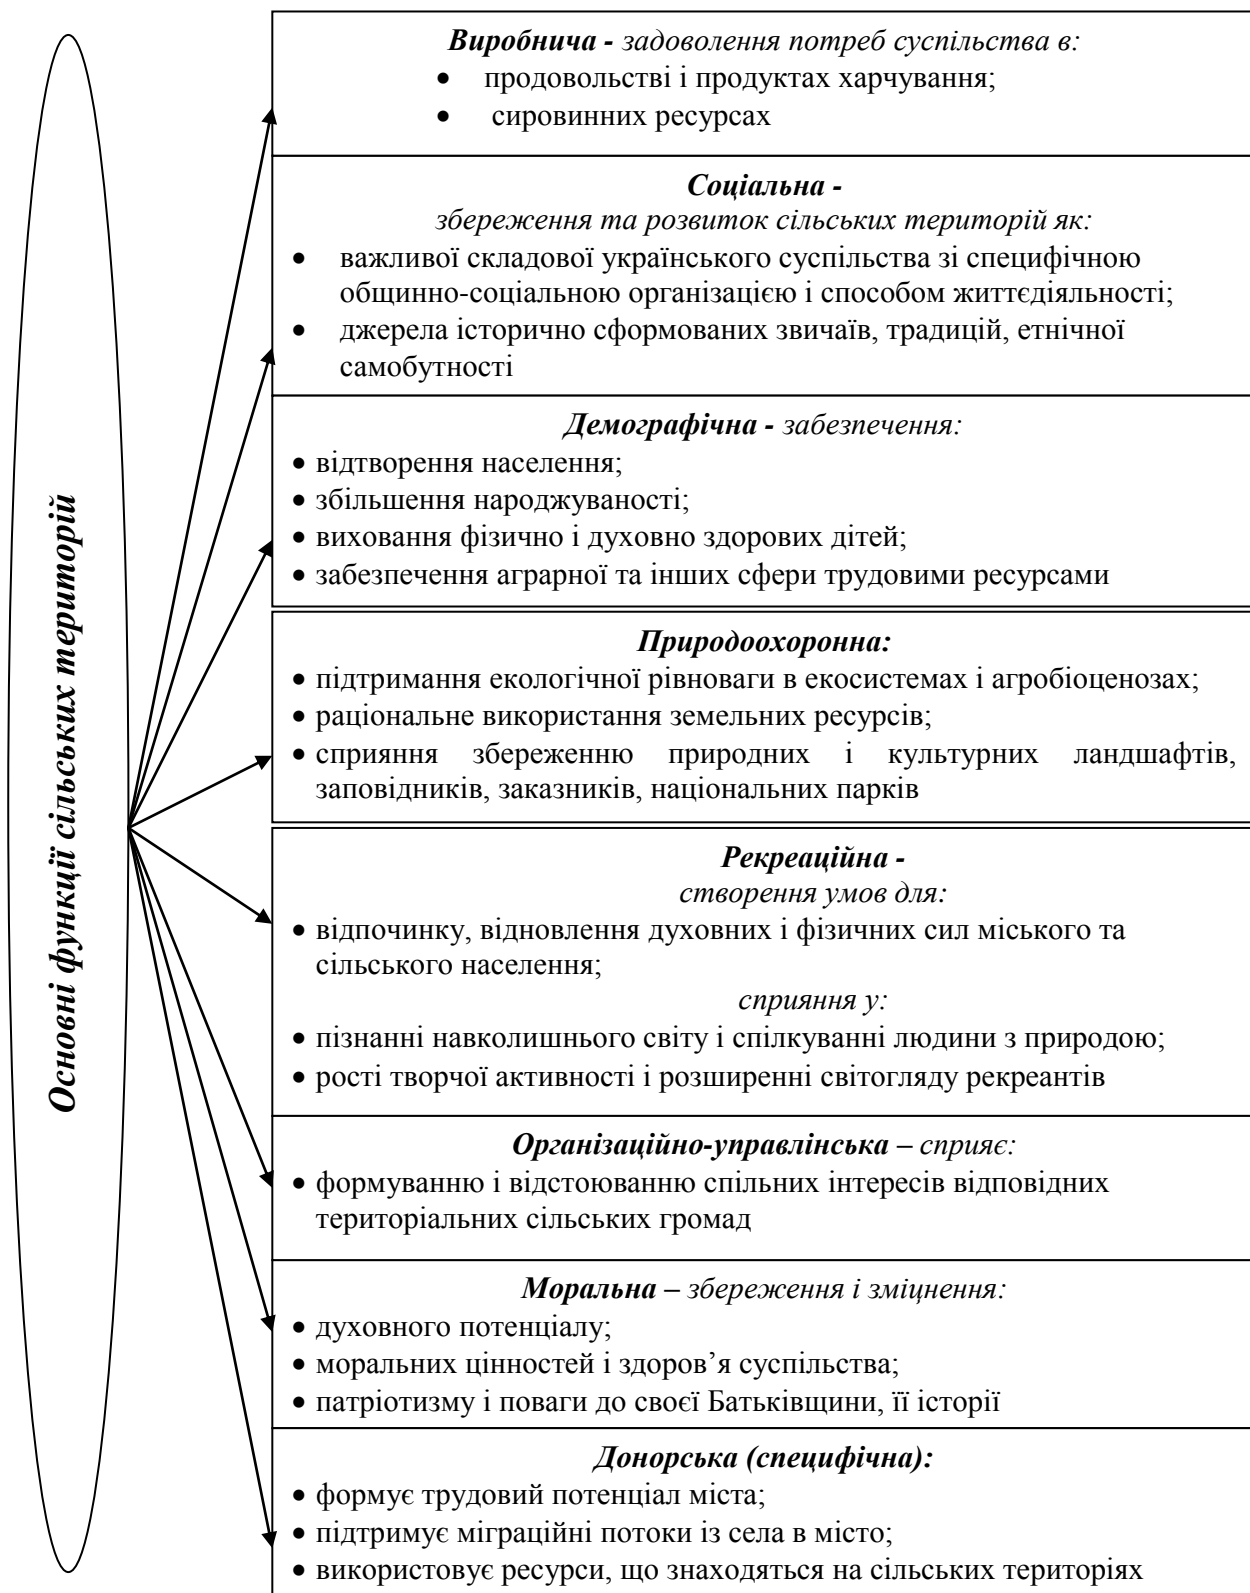 Основні функції сільських територій
Виробнича - задоволення потреб суспільства в:
• продовольстві і продуктах харчування;
• сировинних ресурсах
Соціальна -
збереження та розвиток сільських територій як:
• важливої складової українського суспільства зі специфічною
общинно-соціальною організацією і способом життєдіяльності;
• джерела історично сформованих звичаїв, традицій, етнічної
самобутності
Демографічна - забезпечення:
• відтворення населення;
• збільшення народжуваності;
• виховання фізично і духовно здорових дітей;
• забезпечення аграрної та інших сфери трудовими ресурсами
Природоохоронна:
• підтримання екологічної рівноваги в екосистемах і агробіоценозах;
• раціональне використання земельних ресурсів;
• сприяння збереженню природних і культурних ландшафтів,
заповідників, заказників, національних парків
Рекреаційна -
створення умов для:
• відпочинку, відновлення духовних і фізичних сил міського та
сільського населення;
сприяння у:
• пізнанні навколишнього світу і спілкуванні людини з природою;
• рості творчої активності і розширенні світогляду рекреантів
Організаційно-управлінська – сприяє:
• формуванню і відстоюванню спільних інтересів відповідних
територіальних сільських громад
Моральна – збереження і зміцнення:
• духовного потенціалу;
• моральних цінностей і здоров’я суспільства;
• патріотизму і поваги до своєї Батьківщини, її історії
Донорська (специфічна):
• формує трудовий потенціал міста;
• підтримує міграційні потоки із села в місто;
• використовує ресурси, що знаходяться на сільських територіях